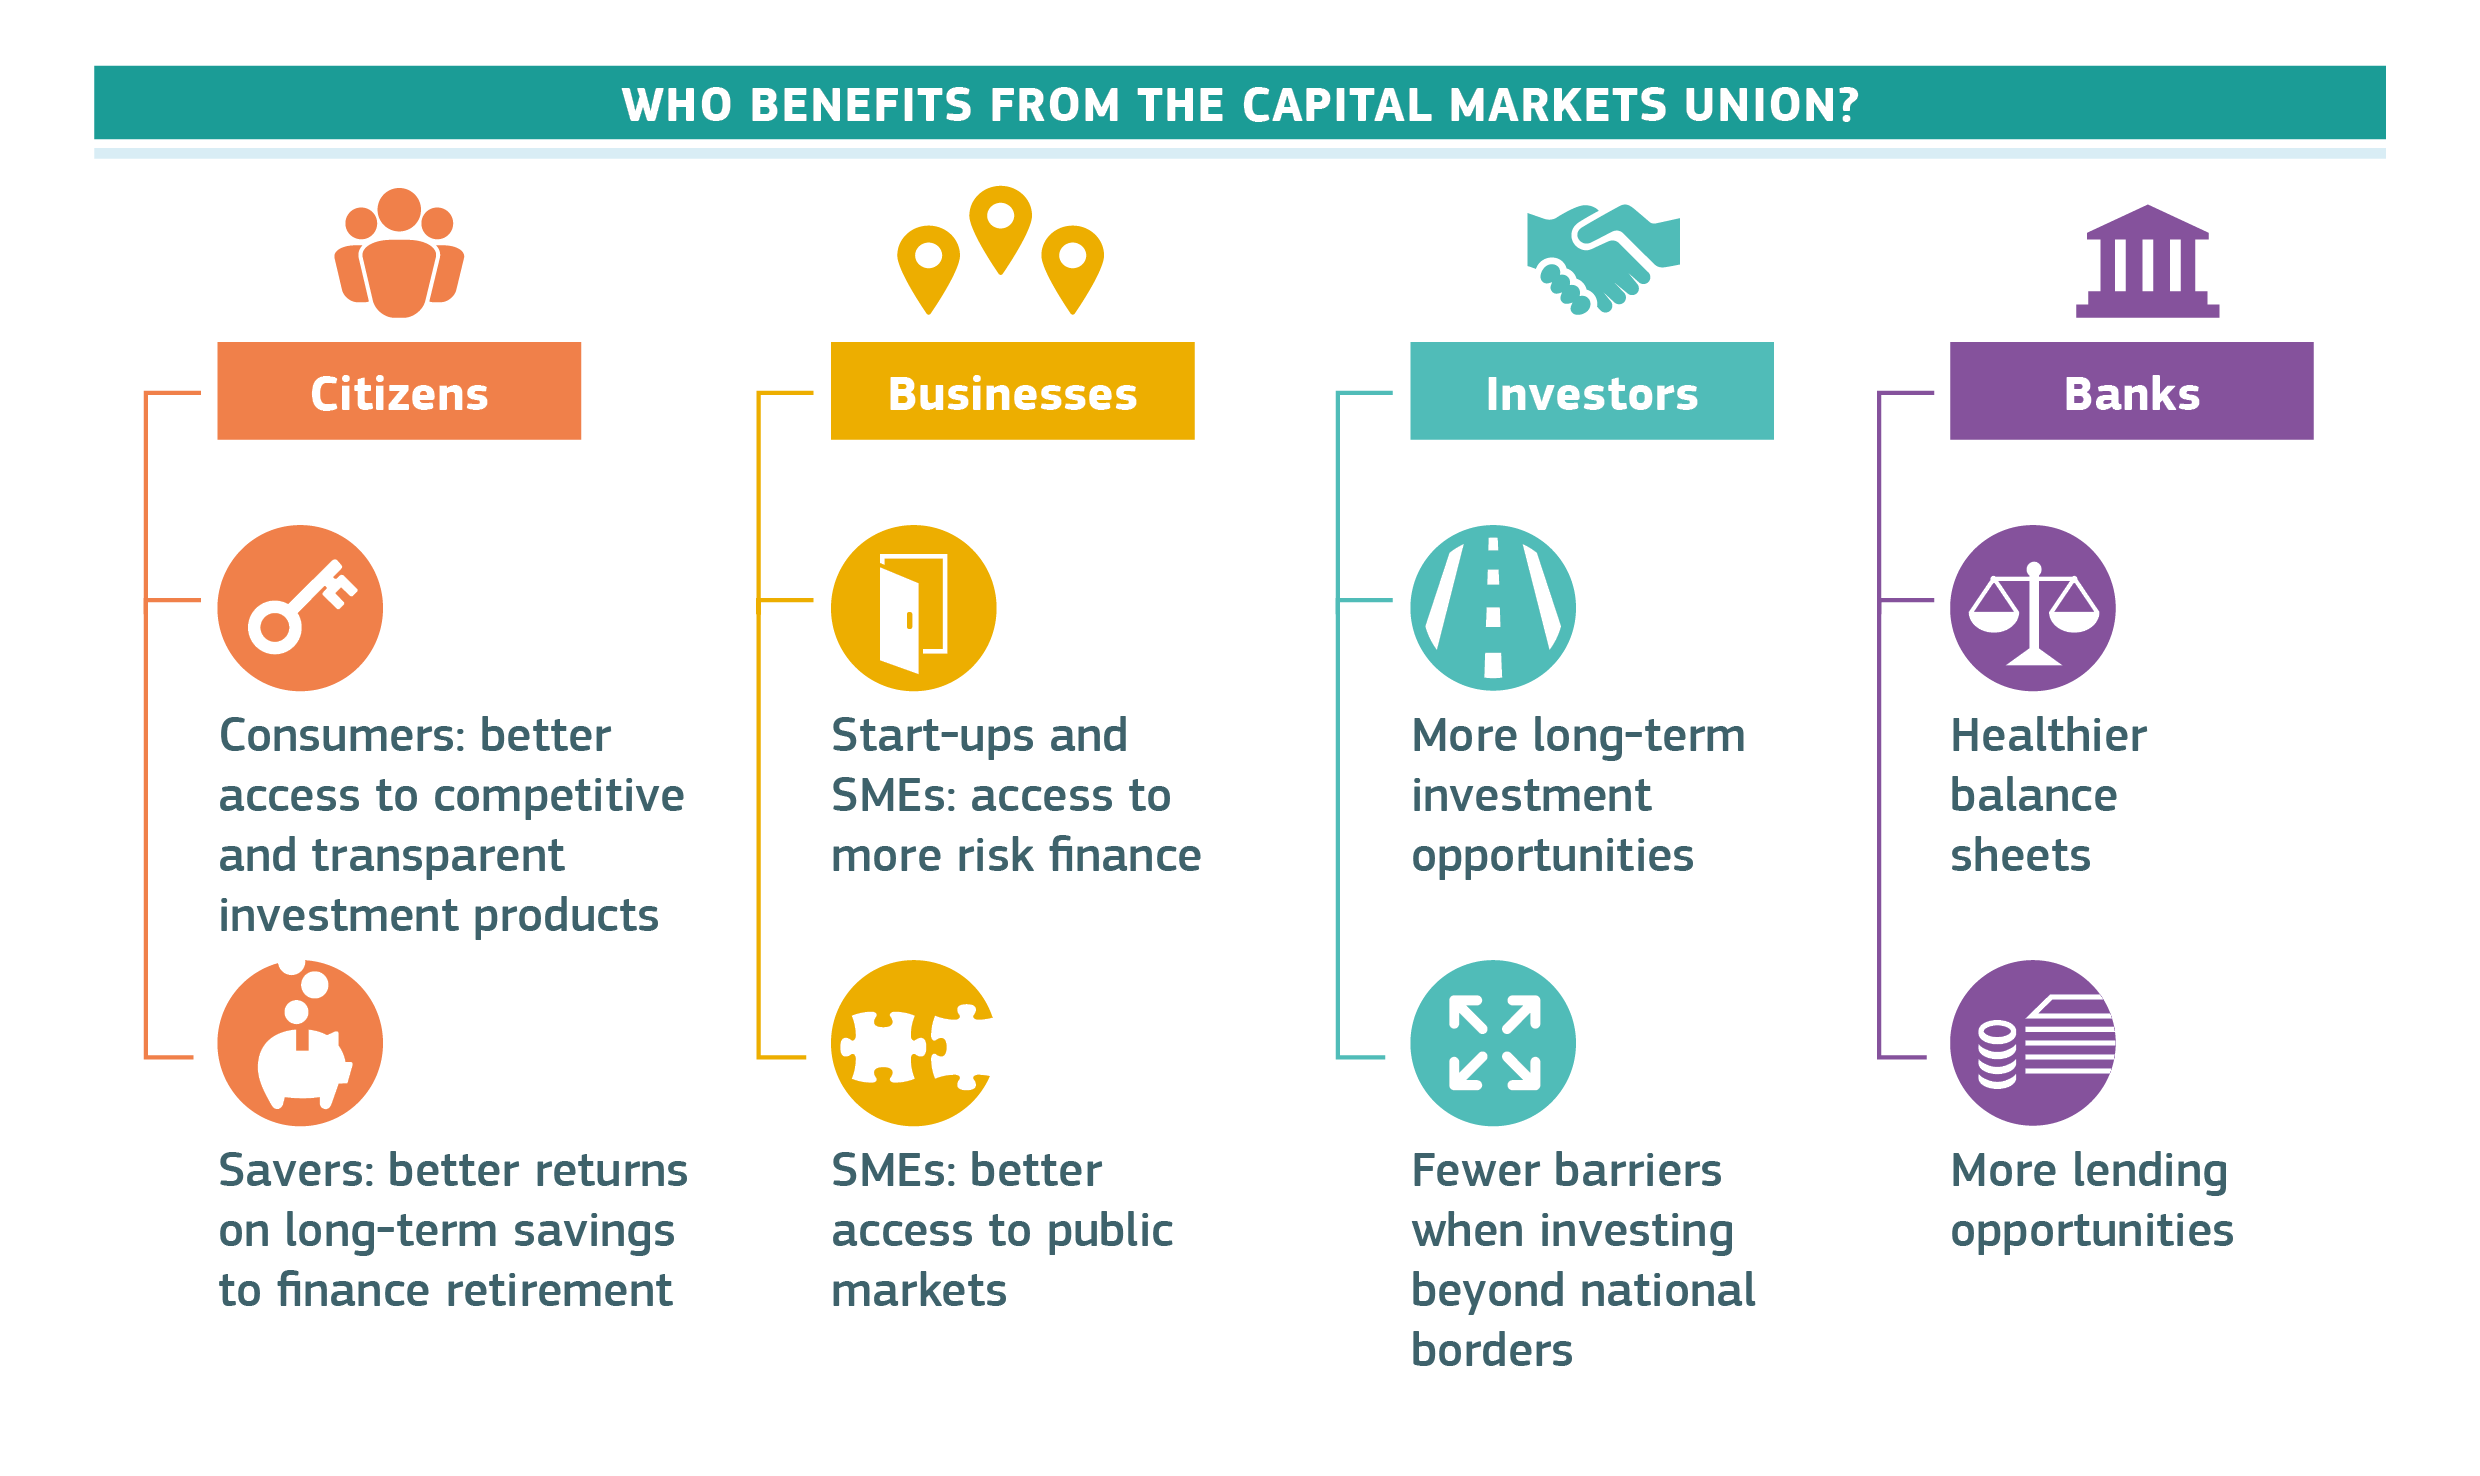 WHO BENEFITS FROM THE CAPITAL MARKETS UNION?
Citizens
Consumers: better
access to competitive
and transparent
investment products
Savers: better returns
on long-term savings
to finance retirement
Businesses
Start-ups and
SMEs: access to
more risk finance
SMEs: better
access to public
markets
Investors
More long-term
investment
opportunities
Fewer barriers
when investing
beyond national
borders
Banks
Healthier
balance
sheets
More lending
opportunities